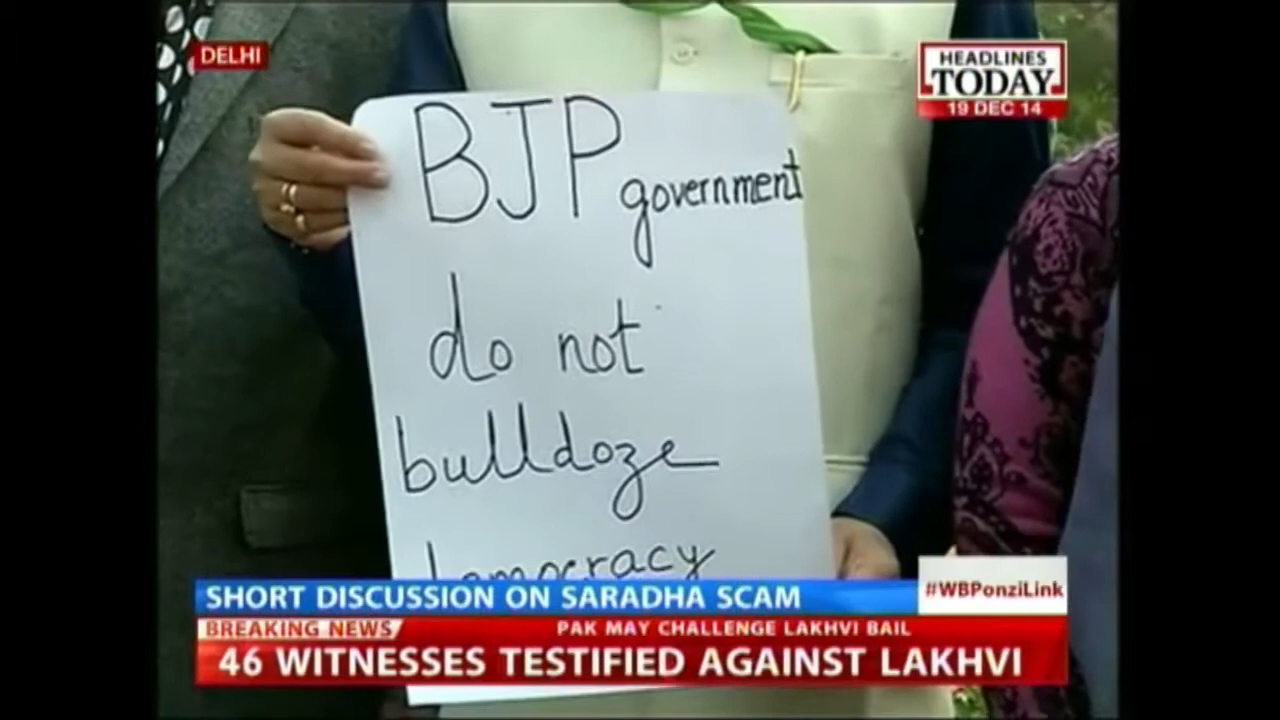 DELHI
HEADLINES
TODAY
19 DEC 14
BJP government
do not
bulldoze
SHORT DISCUSSION ON SARADHA SCAM
#WBPonziLink
BREAKING NEWS
PAK MAY CHALLENGE LAKHVI BAIL
46 WITNESSES TESTIFIED AGAINST LAKHVI